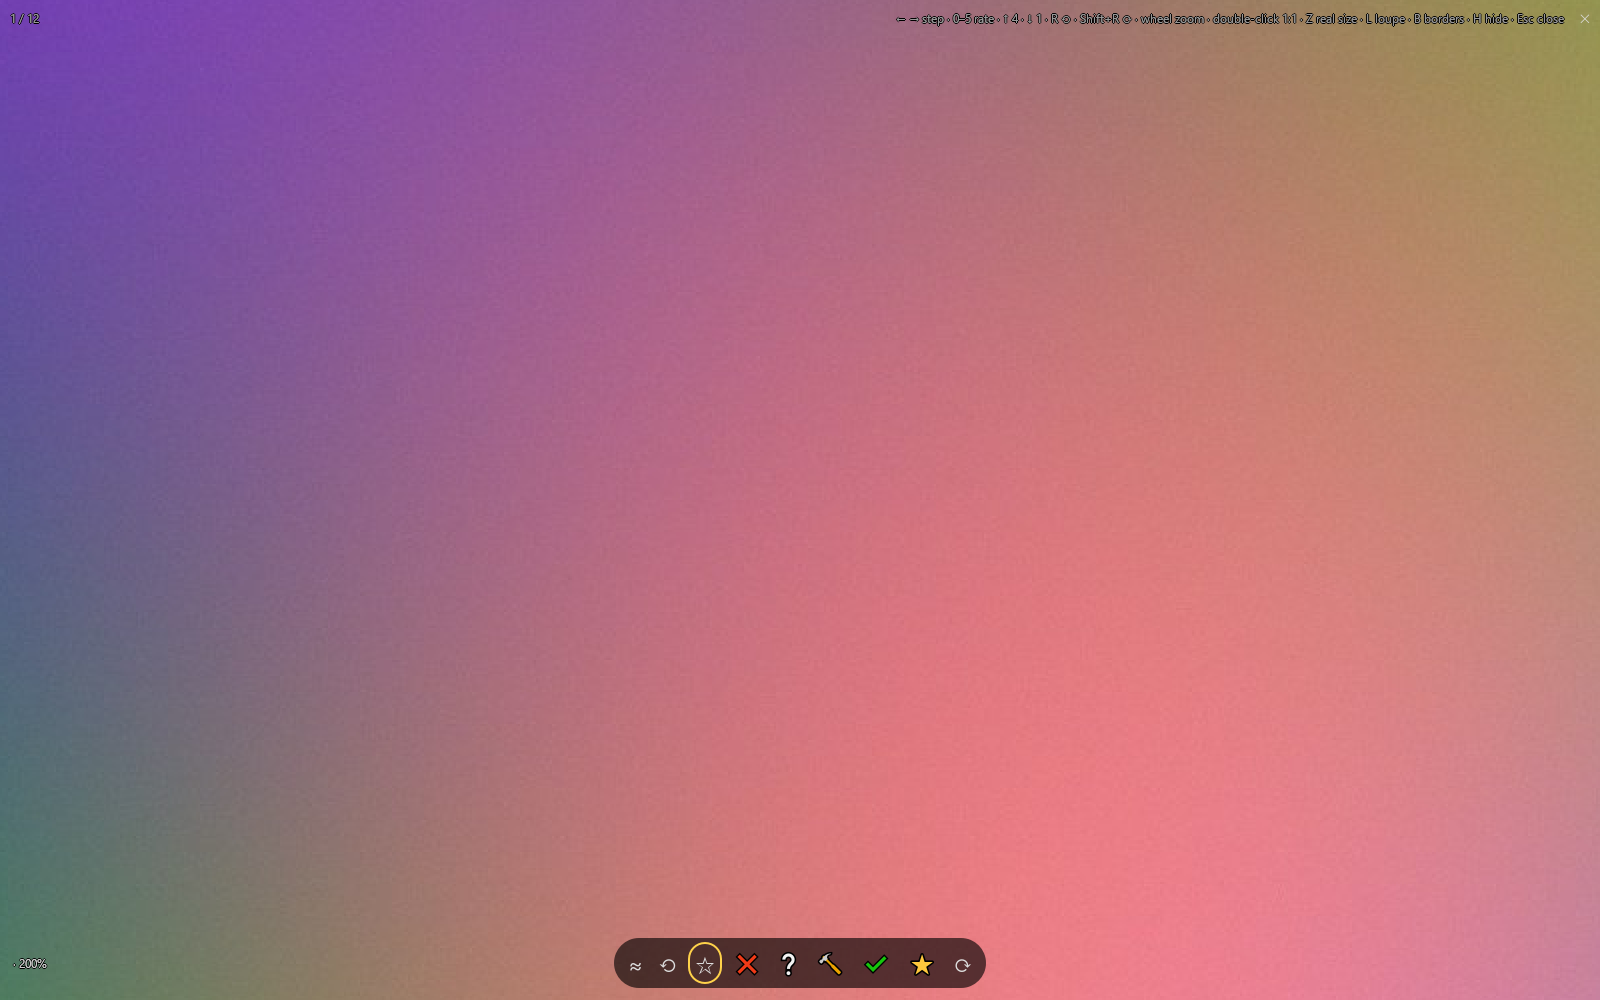 1 / 12
← → step · 0–5 rate · ↑ 4 · ↓ 1 · R ⟳ · Shift+R ⟲ · wheel zoom · double-click 1:1 · Z real size · L loupe · B borders · H hide · Esc close
· 200%